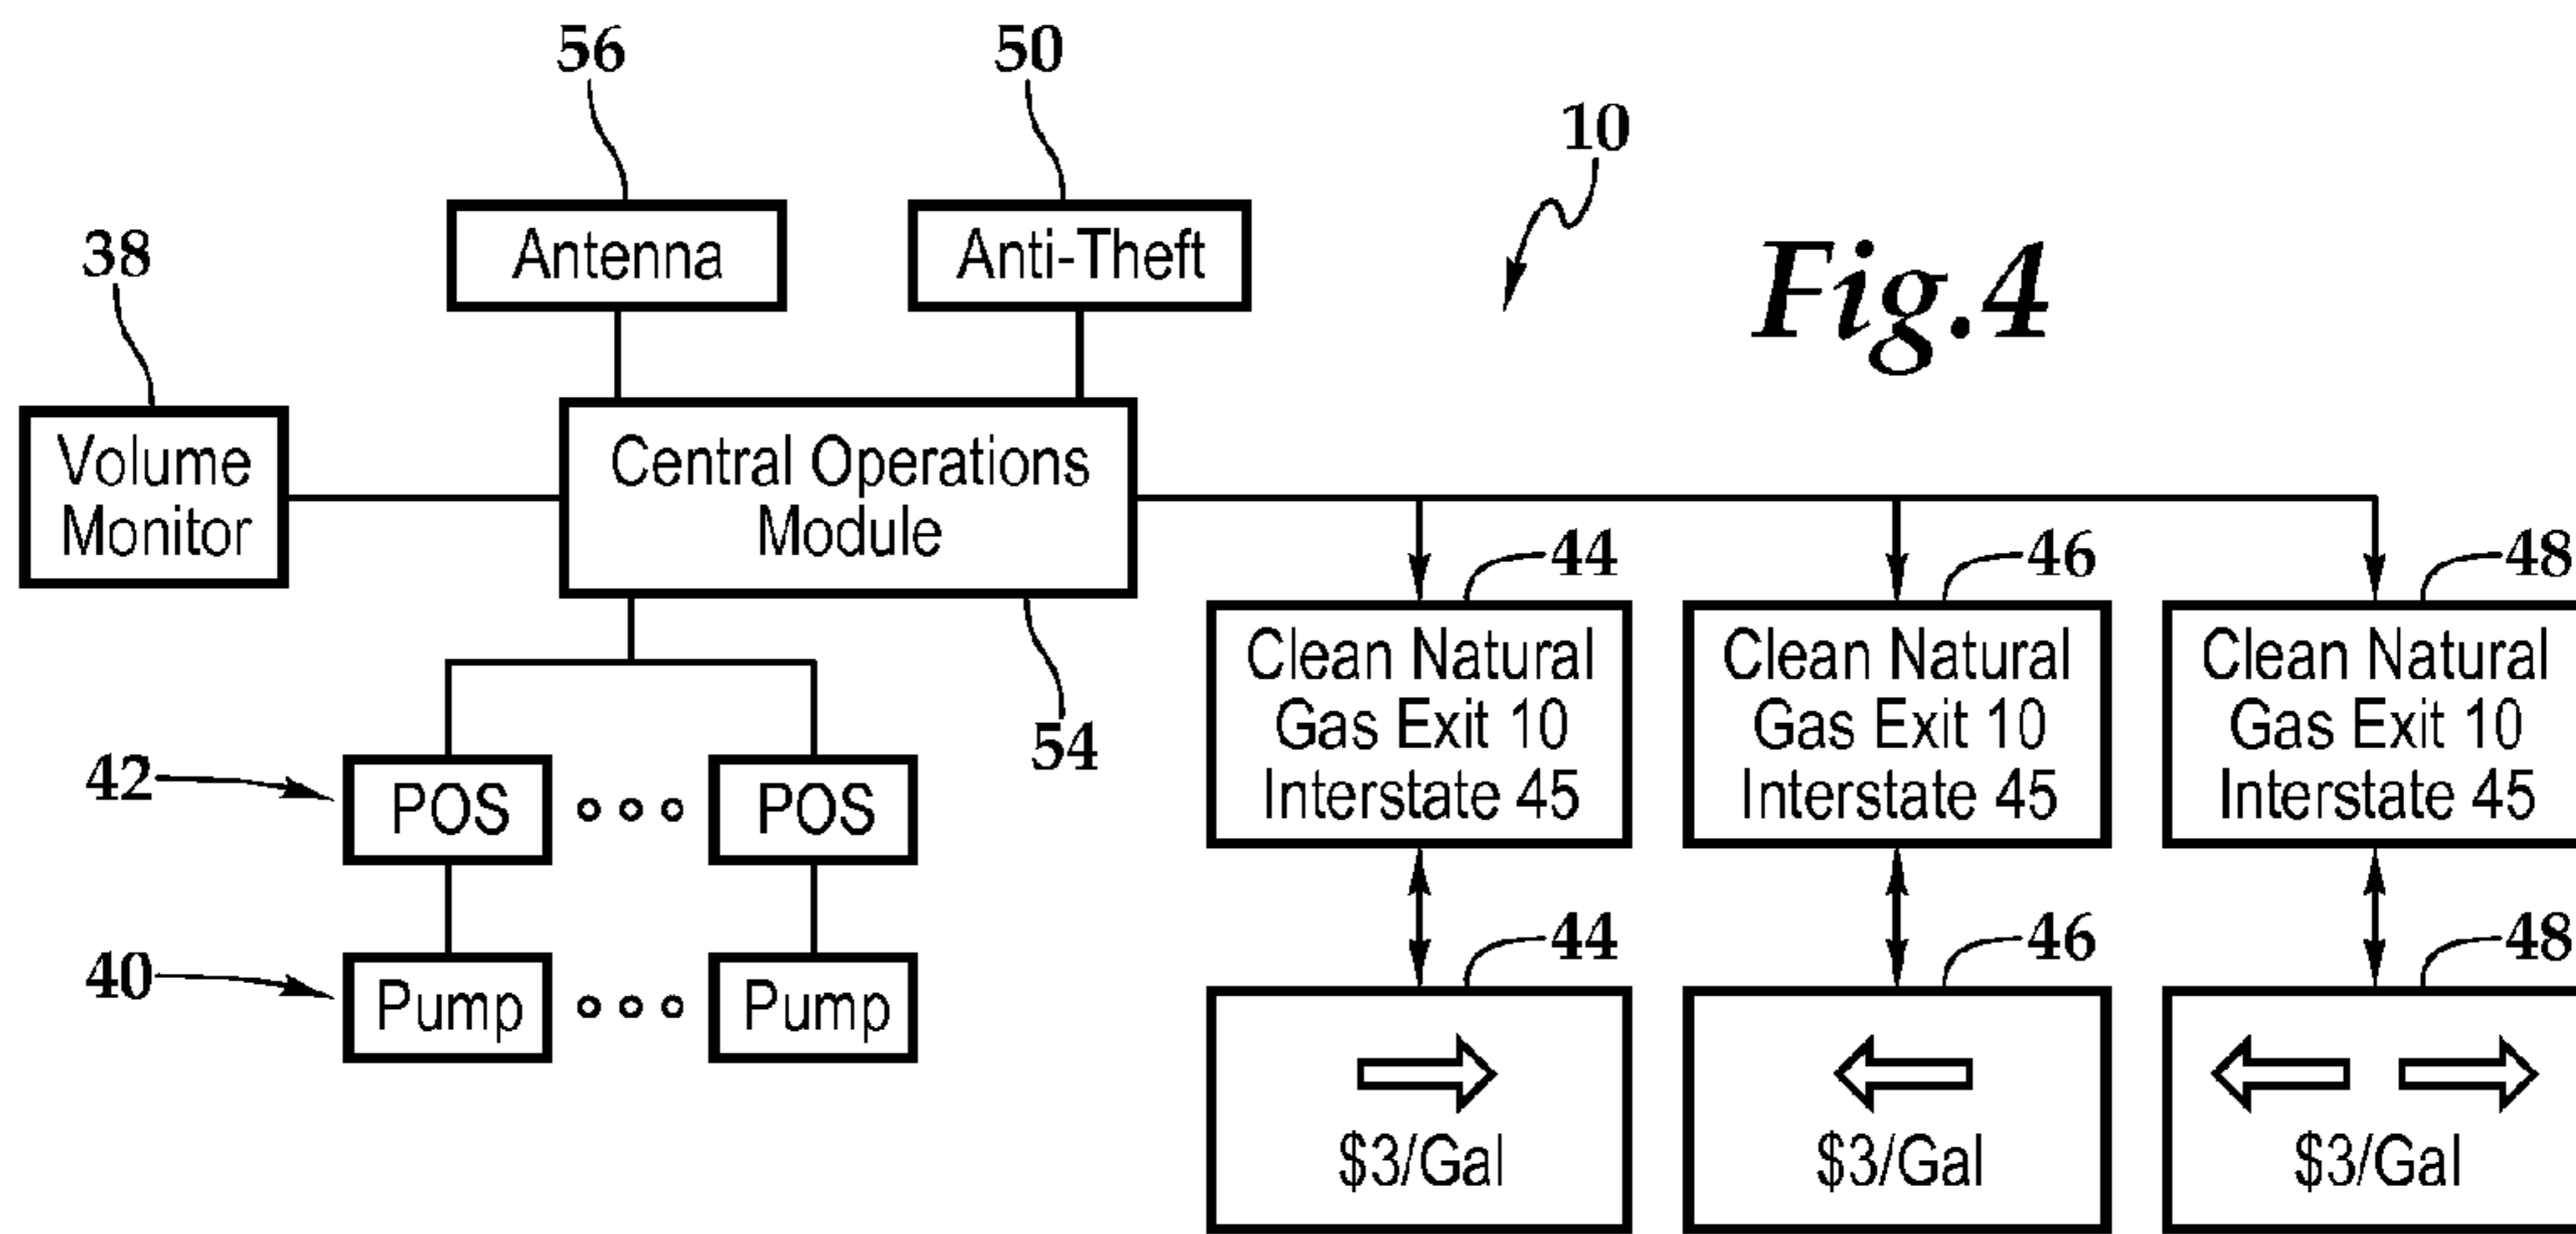 56
50
10
Fig.4
38
Antenna
Anti-Theft
Volume
Monitor
Central Operations
Module
54
44
46
48
Clean Natural
Gas Exit 10
Interstate 45
Clean Natural
Gas Exit 10
Interstate 45
Clean Natural
Gas Exit 10
Interstate 45
42
POS
POS
40
Pump
Pump
44
46
48
$3/Gal
$3/Gal
$3/Gal